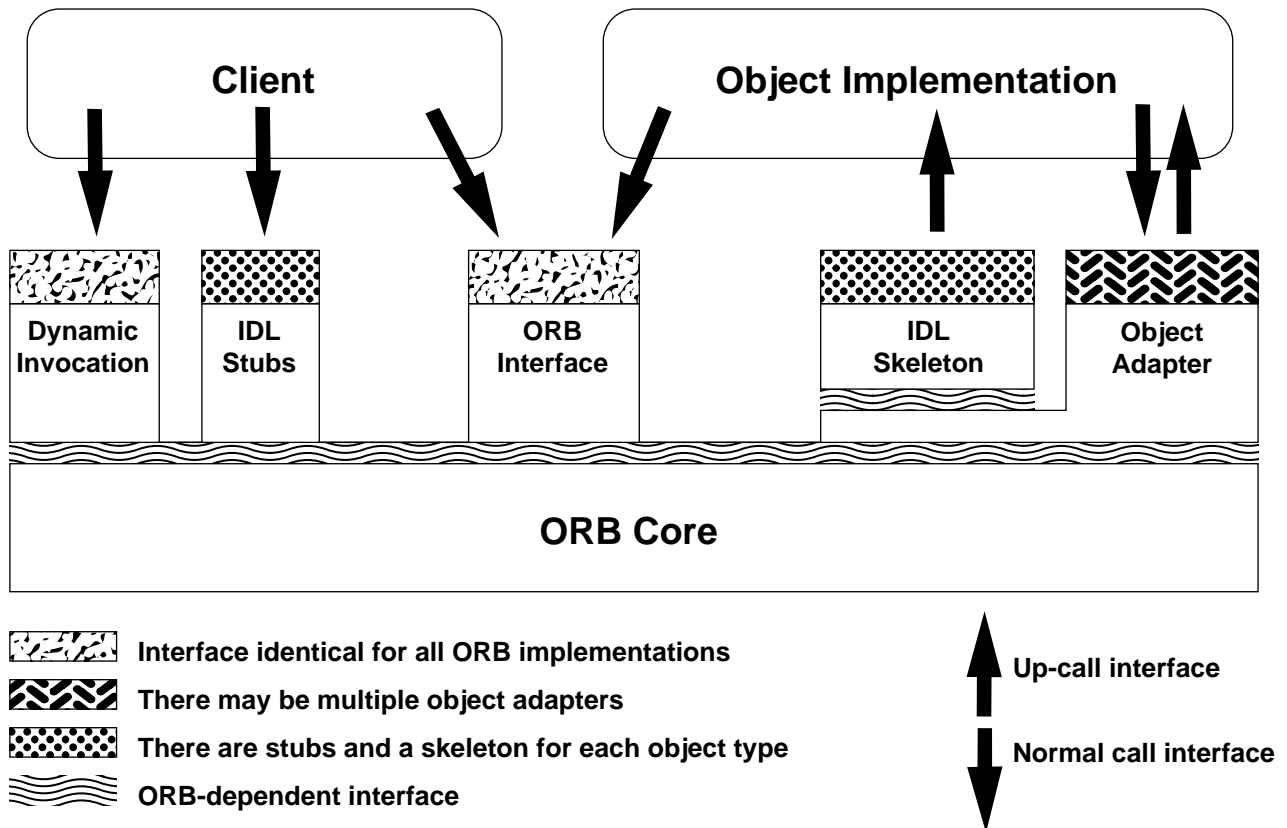 Client
Object Implementation
Dynamic
Invocation
IDL
Stubs
ORB
Interface
IDL
Skeleton
Object
Adapter
ORB Core
Interface identical for all ORB implementations
There may be multiple object adapters
There are stubs and a skeleton for each object type
ORB-dependent interface
Up-call interface
Normal call interface